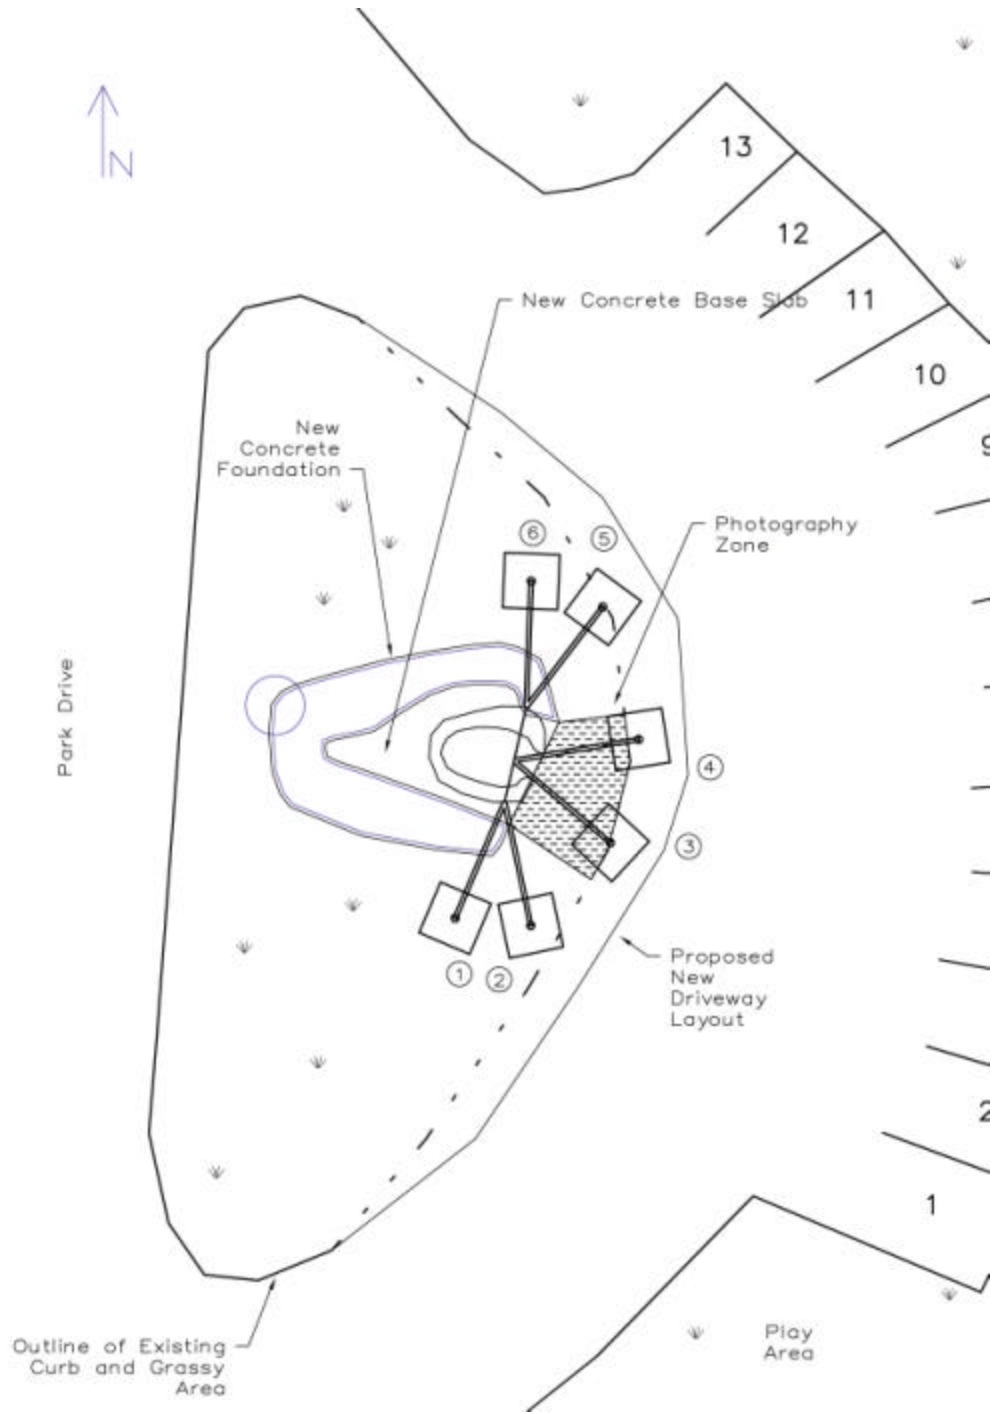 N
13
12
New Concrete Base Slab
11
10
New
Concrete
Foundation
9
Photography
Zone
6
5
Park Drive
4
3
Proposed
New
Driveway
Layout
1
2
2
1
Play
Area
Outline of Existing
Curb and Grassy
Area